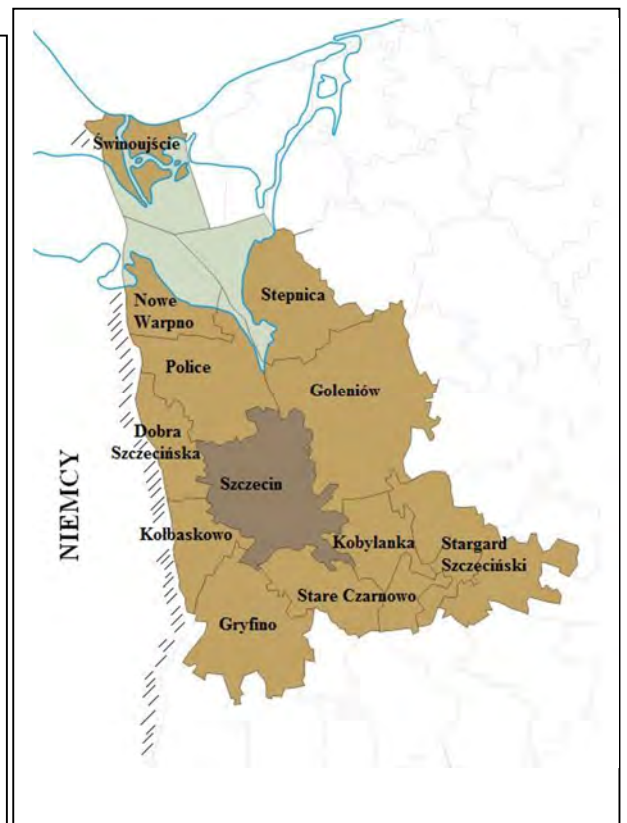 Świnoujście
Nowe
Warpno
Stepnica
Police
Goleniów
Dobra
Szczecińska
Szczecin
NIEMCY
Kołbaskowo
Kobylanka
Stargard
Szczeciński
Stare Czarnowo
Gryfino